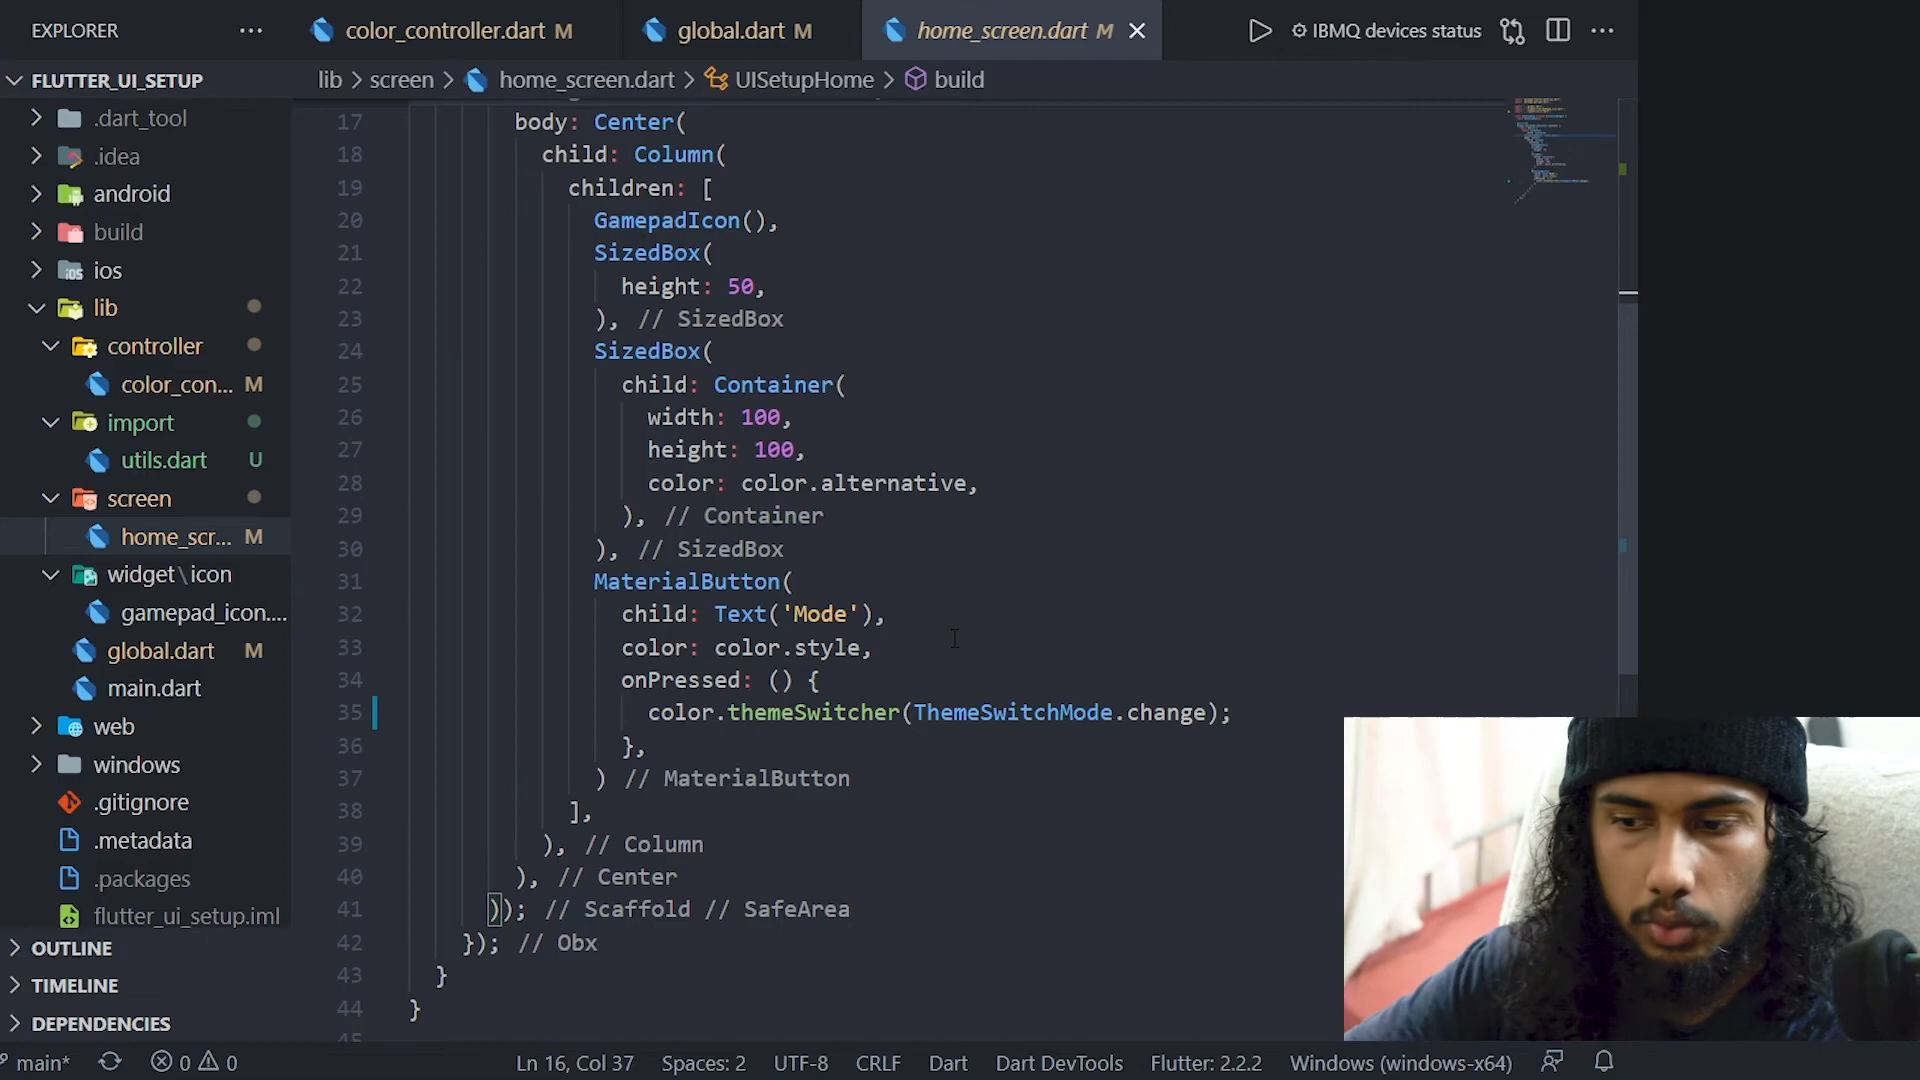 EXPLORER
color_controller.dart M
global.dart M
home_screen.dart M
IBMQ devices status
FLUTTER_UI_SETUP
lib > screen > home_screen.dart > UISetupHome > build
.dart_tool
.idea
android
build
ios
lib
controller
color_con... M
import
utils.dart U
screen
home_scr... M
widget\icon
gamepad_icon....
global.dart M
main.dart
web
windows
.gitignore
.metadata
.packages
flutter_ui_setup.iml
OUTLINE
TIMELINE
DEPENDENCIES
17 body: Center(
18 child: Column(
19 children: [
20 GamepadIcon(),
21 SizedBox(
22 height: 50,
23 ), // SizedBox
24 SizedBox(
25 child: Container(
26 width: 100,
27 height: 100,
28 color: color.alternative,
29 ), // Container
30 ), // SizedBox
31 MaterialButton(
32 child: Text('Mode'),
33 color: color.style,
34 onPressed: () {
35 color.themeSwitcher(ThemeSwitchMode.change);
36 },
37 ) // MaterialButton
38 ],
39 ), // Column
40 ), // Center
41 )); // Scaffold // SafeArea
42 }); // Obx
43 }
44 }
main* 0 0
Ln 16, Col 37
Spaces: 2
UTF-8
CRLF
Dart
Dart DevTools
Flutter: 2.2.2
Windows (windows-x64)